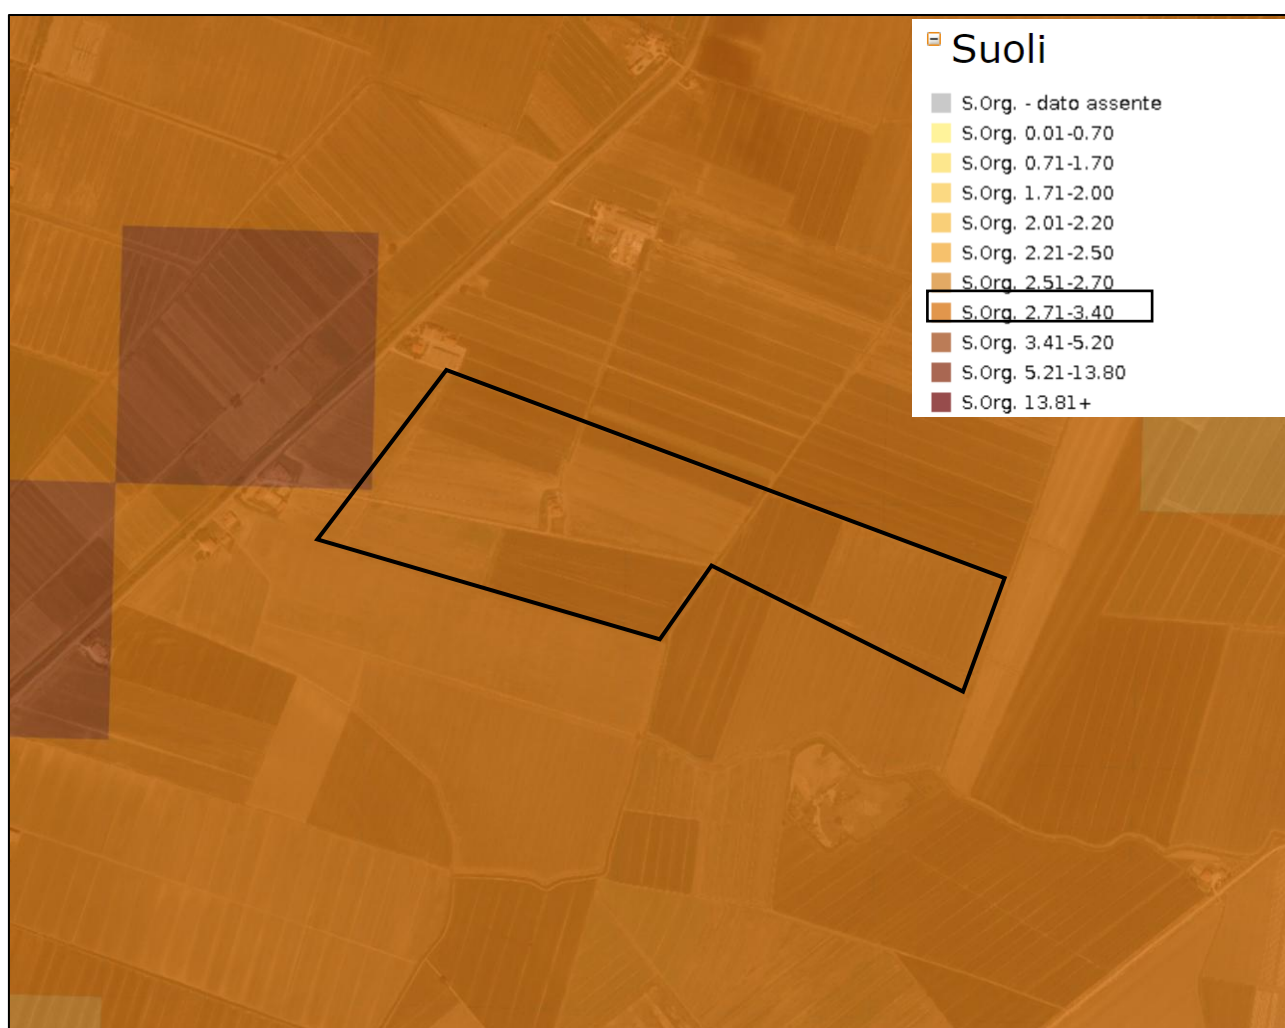 Suoli
S.Org. - dato assente
S.Org. 0.01-0.70
S.Org. 0.71-1.70
S.Org. 1.71-2.00
S.Org. 2.01-2.20
S.Org. 2.21-2.50
S.Org. 2.51-2.70
S.Org. 2.71-3.40
S.Org. 3.41-5.20
S.Org. 5.21-13.80
S.Org. 13.81+